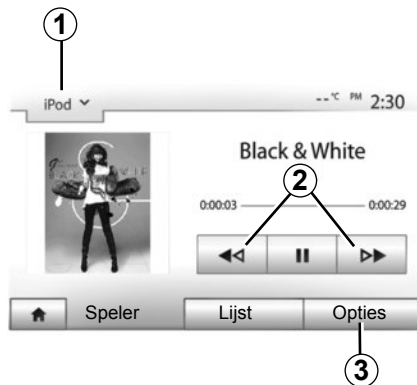 1
iPod
--°C PM 2:30
Black & White
2
0:00:03 0:00:29
Speler Lijst Opties
3